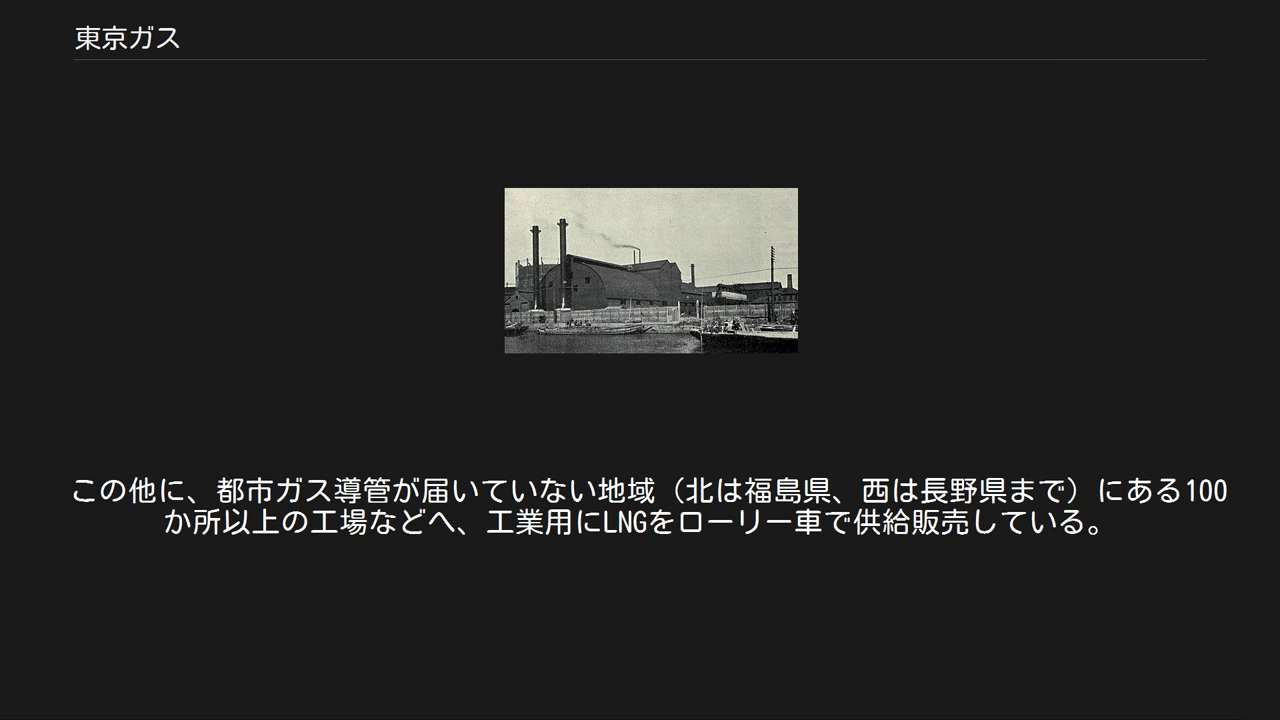 東京ガス
この他に、都市ガス導管が届いていない地域（北は福島県、西は長野県まで）にある100
か所以上の工場などへ、工業用にLNGをローリー車で供給販売している。